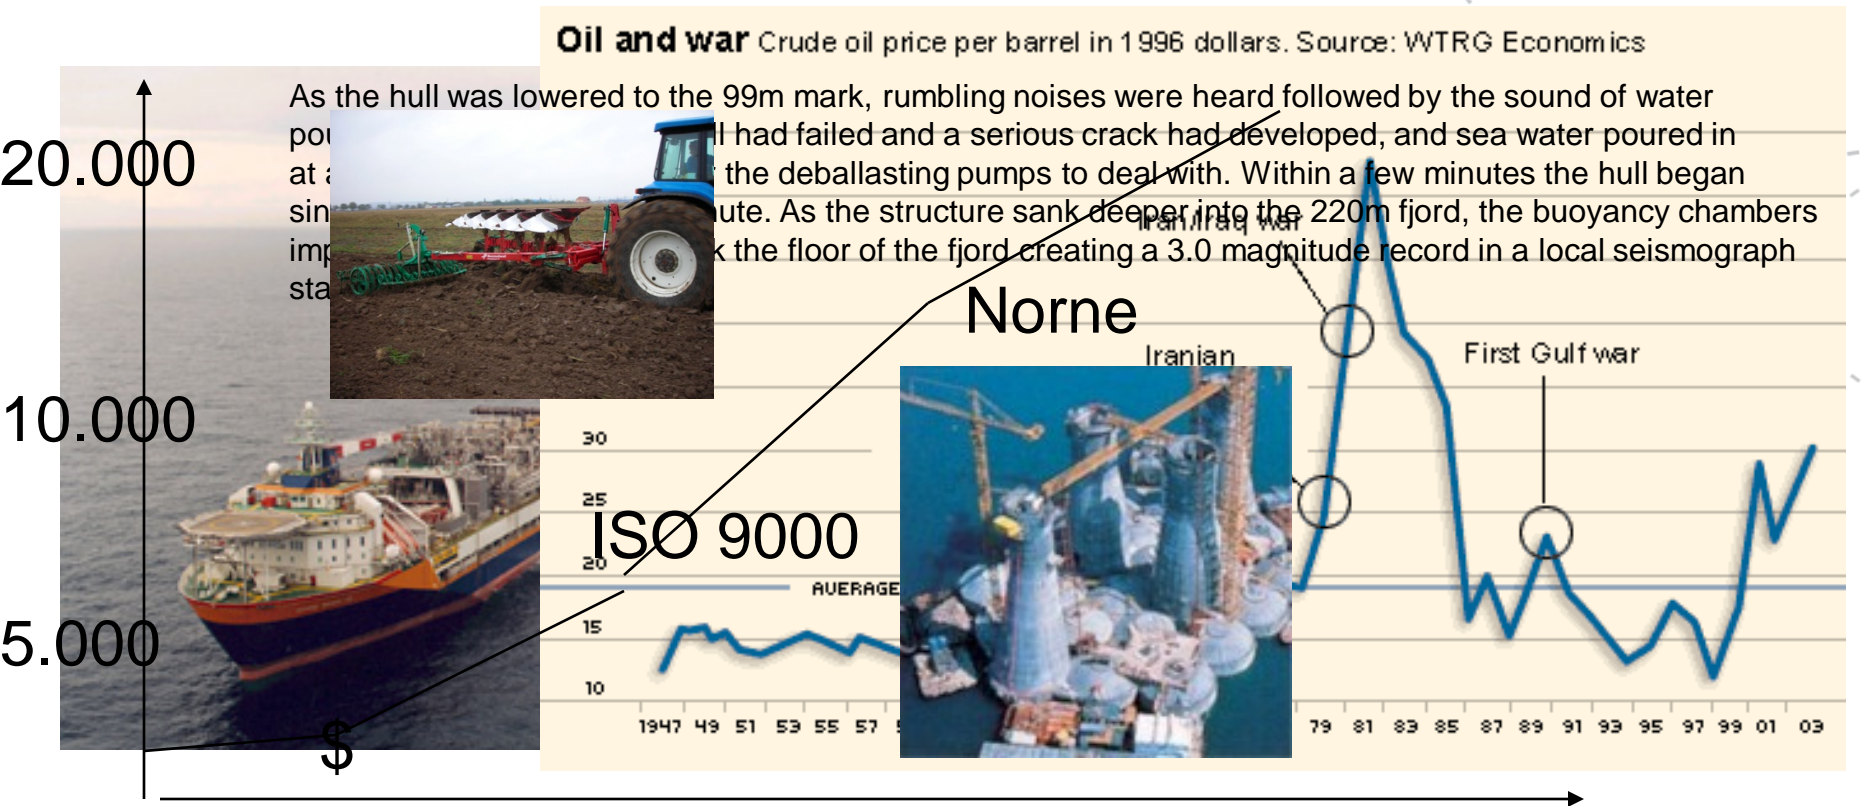 Oil and war Crude oil price per barrel in 1996 dollars. Source: WTRG Economics
As the hull was lowered to the 99m mark, rumbling noises were heard followed by the sound of water
had failed and a serious crack had developed, and sea water poured in
at the deballasting pumps to deal with. Within a few minutes the hull began
As the structure sank deeper into the 220m fjord, the buoyancy chambers
the floor of the fjord creating a 3.0 magnitude record in a local seismograph
20.000
10.000
5.000
$
ISO 9000
Norne
Iran/Iraq war
Iranian
First Gulf war
30
25
20
AVERAGE
15
10
1947 49 51 53 55 57 79 81 83 85 87 89 91 93 95 97 99 01 03